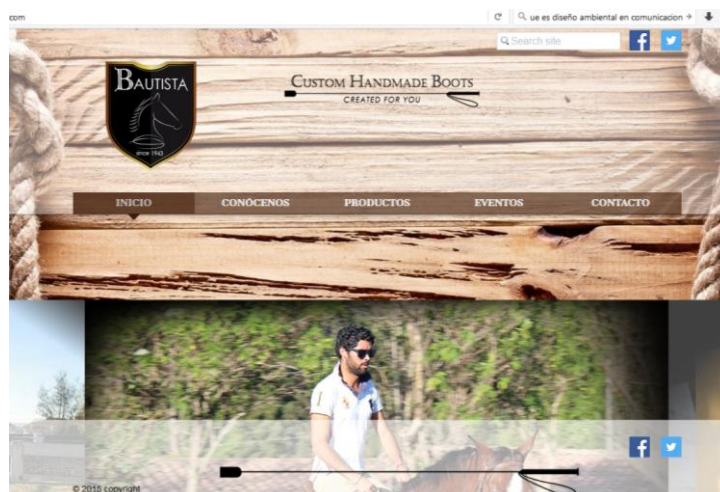 com
ue es diseño ambiental en comunicacion
Search site
BAUTISTA
since 1943
CUSTOM HANDMADE BOOTS
CREATED FOR YOU
INICIO CONÓCENOS PRODUCTOS EVENTOS CONTACTO
© 2015 copyright